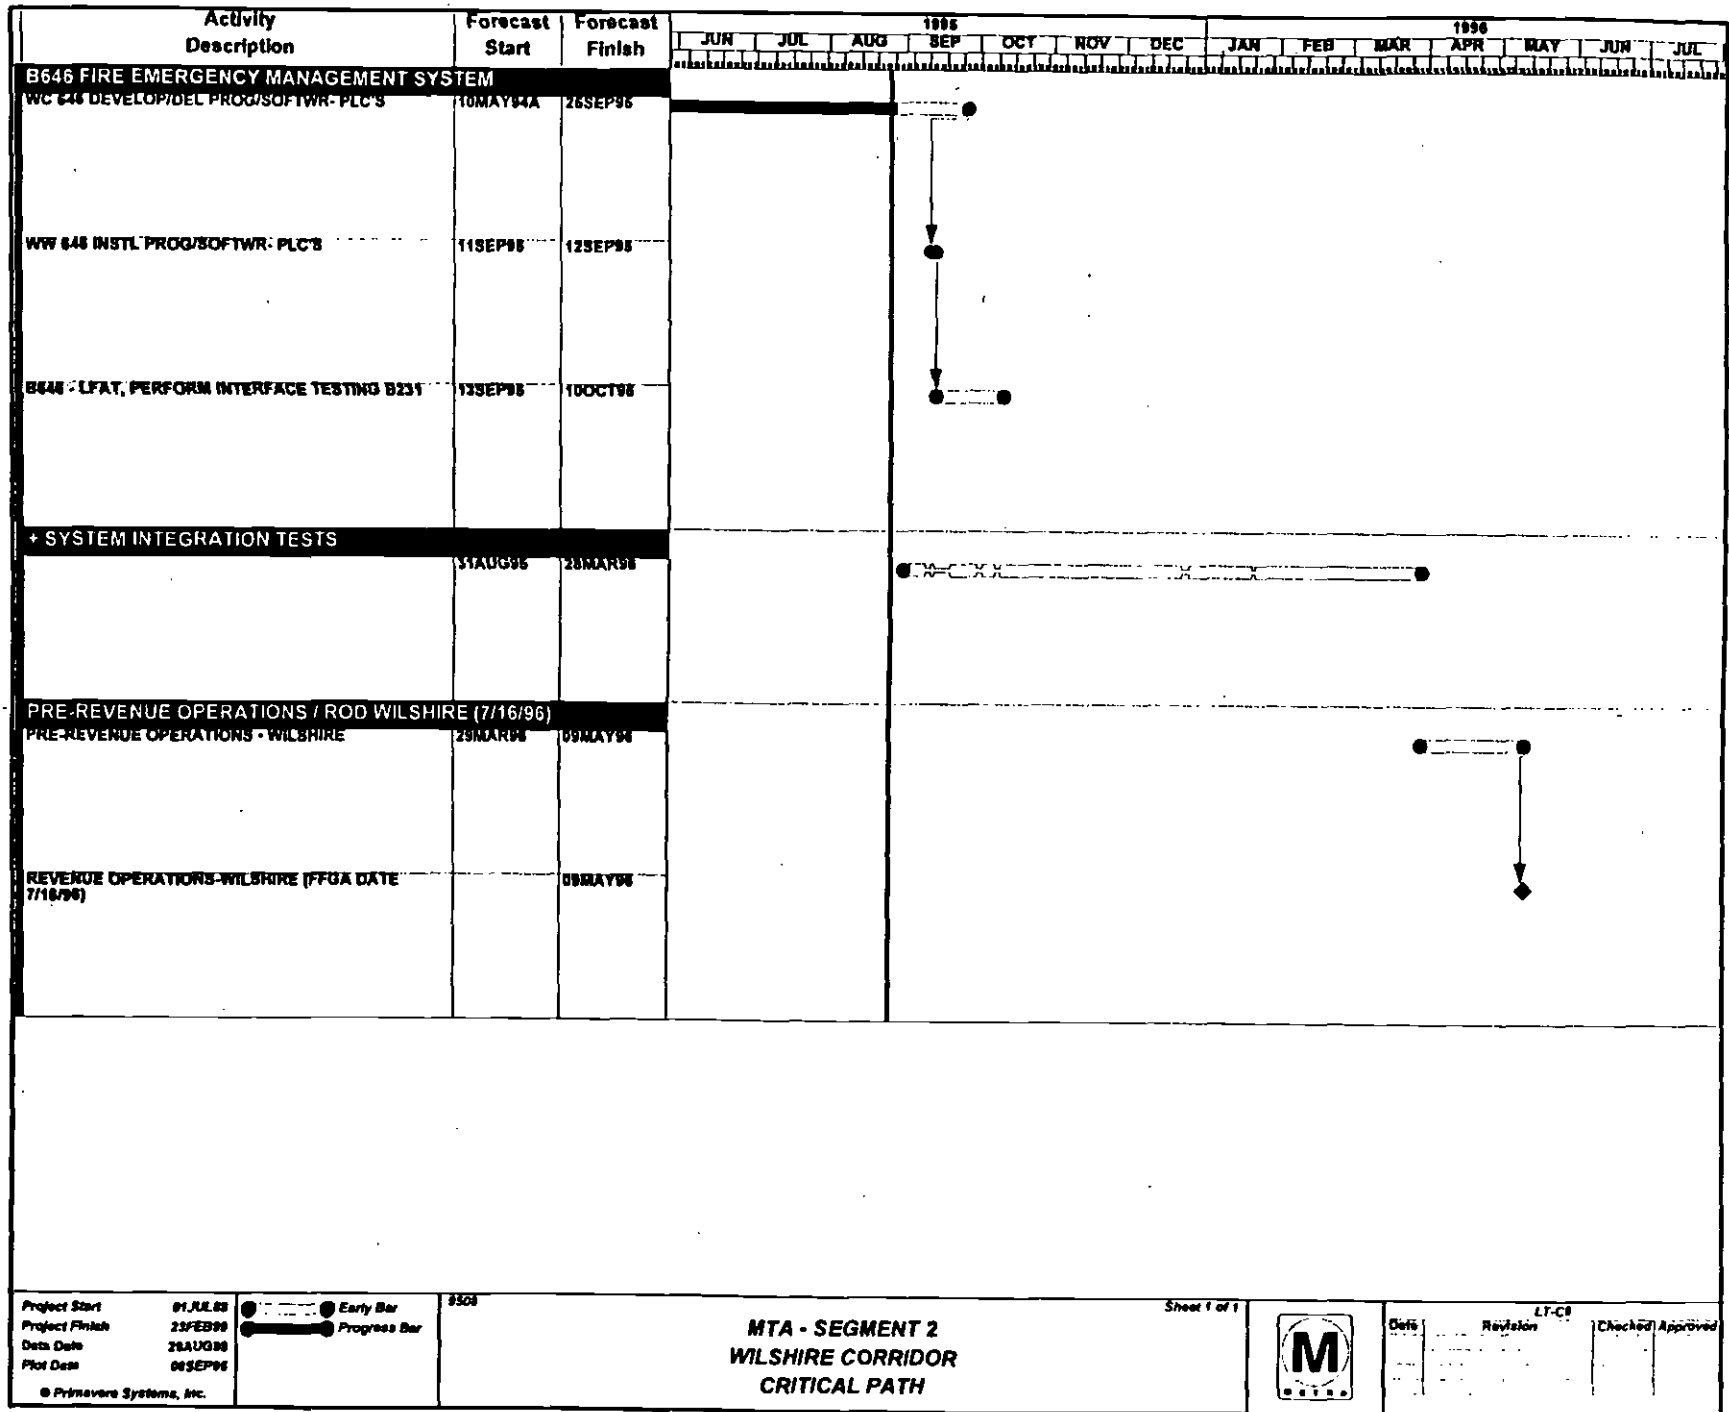 Activity Description
Forecast Start
Forecast Finish
1995
1996
JUN JUL AUG SEP OCT NOV DEC JAN FEB MAR APR MAY JUN JUL
B646 FIRE EMERGENCY MANAGEMENT SYSTEM
WC 646 DEVELOP/DEL PROG/SOFTWR- PLC'S 10MAY94A 26SEP95
WW 646 INSTL PROG/SOFTWR- PLC'S 11SEP95 12SEP95
B646 - LFAT, PERFORM INTERFACE TESTING B231 13SEP95 10OCT95
+ SYSTEM INTEGRATION TESTS
31AUG95 28MAR96
PRE-REVENUE OPERATIONS / ROD WILSHIRE (7/16/96)
PRE-REVENUE OPERATIONS - WILSHIRE 29MAR96 09MAY96
REVENUE OPERATIONS-WILSHIRE (FFGA DATE 09MAY96
7/16/96)
Project Start
Project Finish
Data Date
Plot Date
© Primavera Systems, Inc.
Early Bar
Progress Bar
9508
MTA - SEGMENT 2
WILSHIRE CORRIDOR
CRITICAL PATH
Sheet 1 of 1
M
METRO
Date Revision Checked Approved